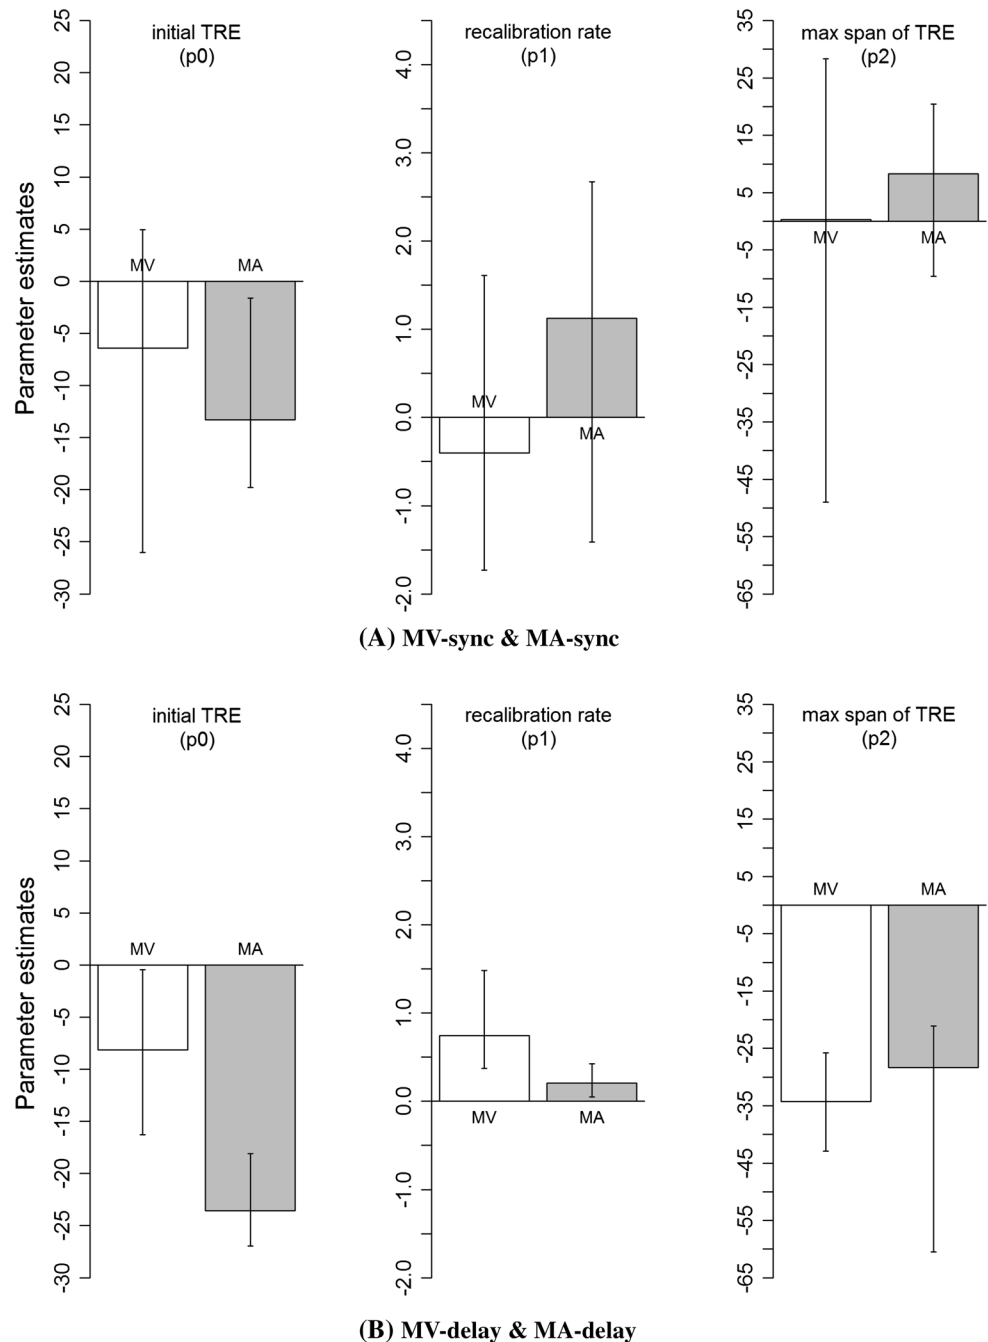 initial TRE
(p0)
25
20
15
10
5
0
-5
-10
-15
-20
-25
-30
Parameter estimates
MV MA
recalibration rate
(p1)
4.0
3.0
2.0
1.0
0.0
-1.0
-2.0
MV
MA
max span of TRE
(p2)
35
25
15
5
-5
-15
-25
-35
-45
-55
-65
MV MA
(A) MV-sync & MA-sync
initial TRE
(p0)
25
20
15
10
5
0
-5
-10
-15
-20
-25
-30
Parameter estimates
MV MA
recalibration rate
(p1)
4.0
3.0
2.0
1.0
0.0
-1.0
-2.0
MV MA
max span of TRE
(p2)
35
25
15
5
-5
-15
-25
-35
-45
-55
-65
MV MA
(B) MV-delay & MA-delay